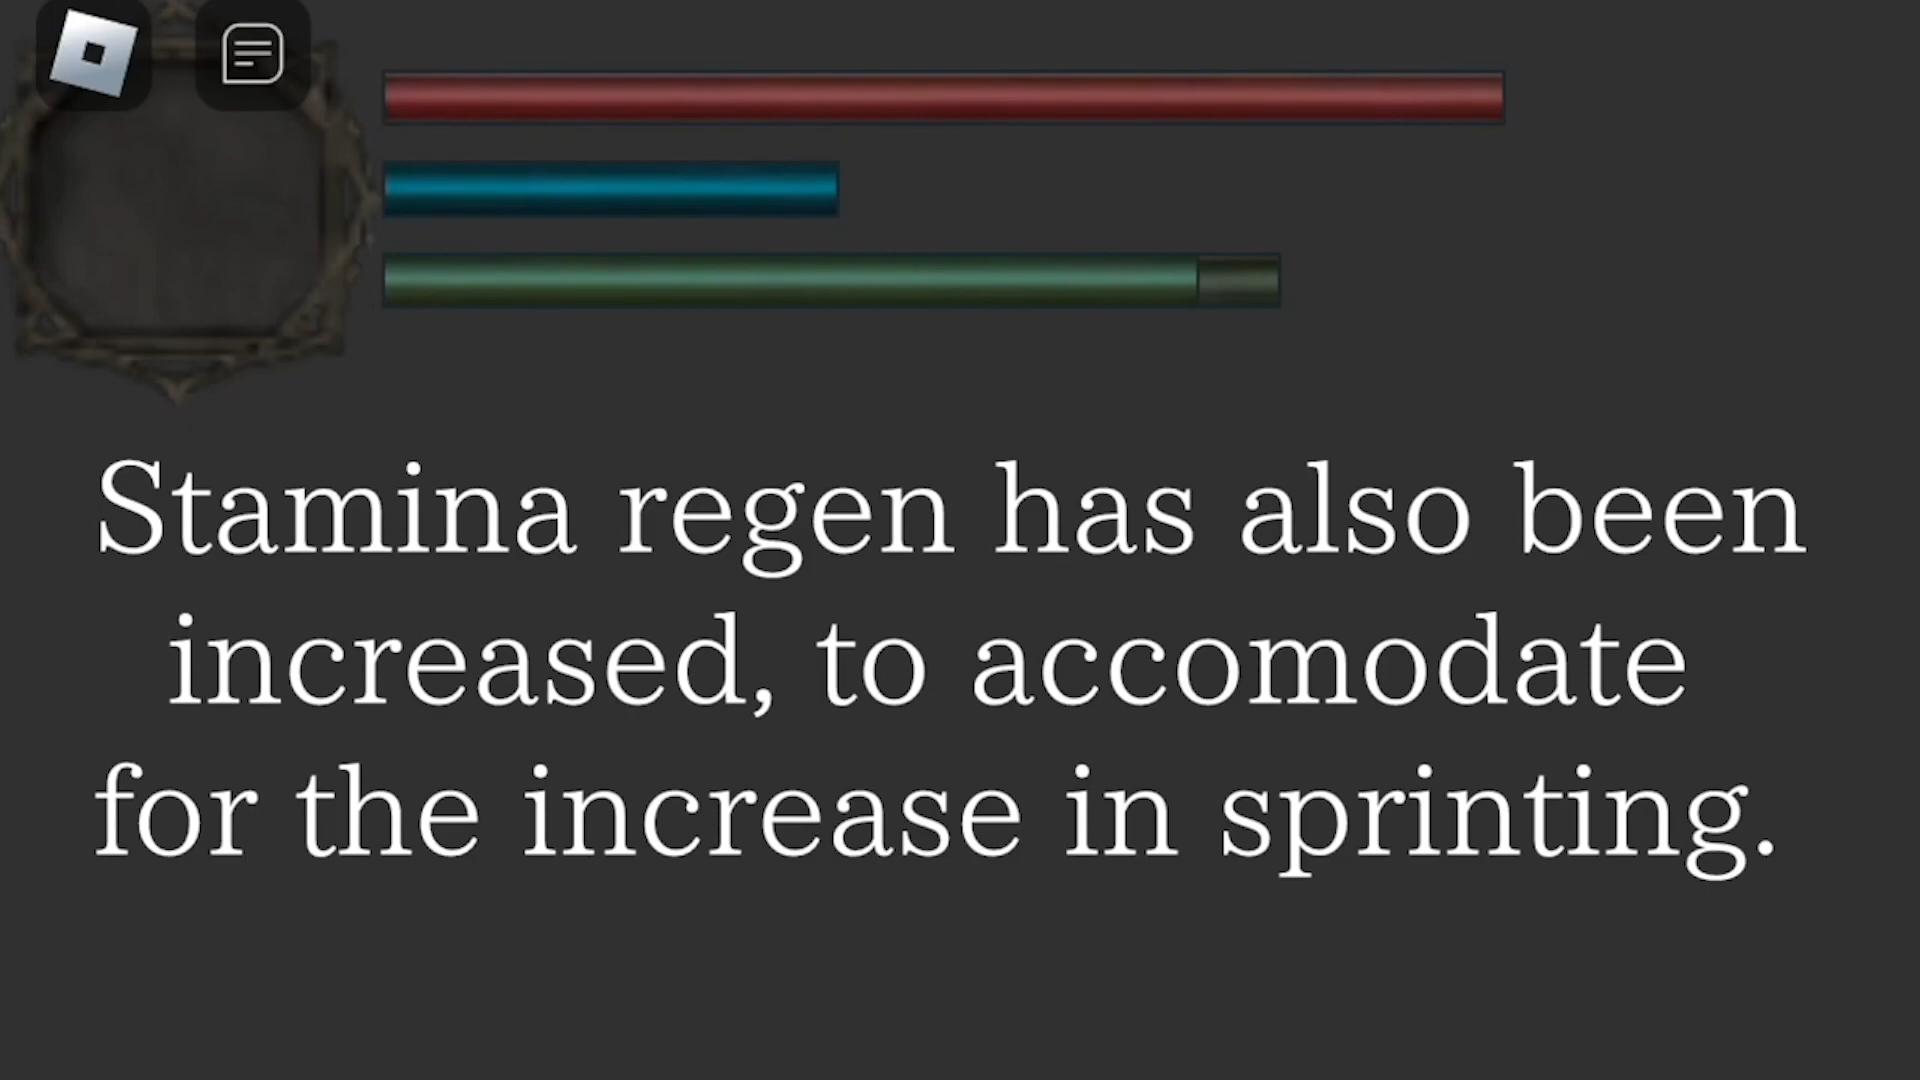 Stamina regen has also been
increased, to accomodate
for the increase in sprinting.